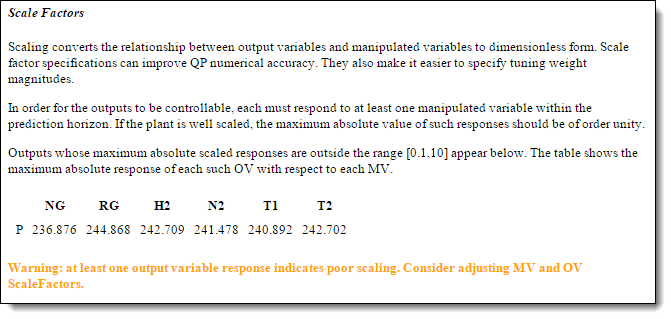 Scale Factors
Scaling converts the relationship between output variables and manipulated variables to dimensionless form. Scale
factor specifications can improve QP numerical accuracy. They also make it easier to specify tuning weight
magnitudes.
In order for the outputs to be controllable, each must respond to at least one manipulated variable within the
prediction horizon. If the plant is well scaled, the maximum absolute value of such responses should be of order unity.
Outputs whose maximum absolute scaled responses are outside the range [0.1,10] appear below. The table shows the
maximum absolute response of each such OV with respect to each MV.
NG RG H2 N2 T1 T2
P 236.876 244.868 242.709 241.478 240.892 242.702
Warning: at least one output variable response indicates poor scaling. Consider adjusting MV and OV
ScaleFactors.